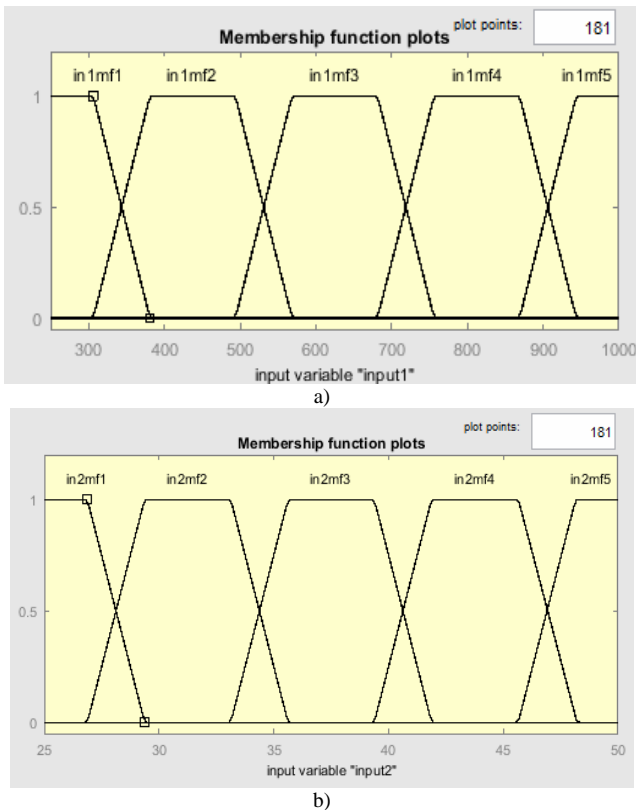 Membership function plots plot points: 181
in1mf1 in1mf2 in1mf3 in1mf4 in1mf5
1
0.5
0
300 400 500 600 700 800 900 1000
input variable "input1"
a)
Membership function plots plot points: 181
in2mf1 in2mf2 in2mf3 in2mf4 in2mf5
1
0.5
0
25 30 35 40 45 50
input variable "input2"
b)